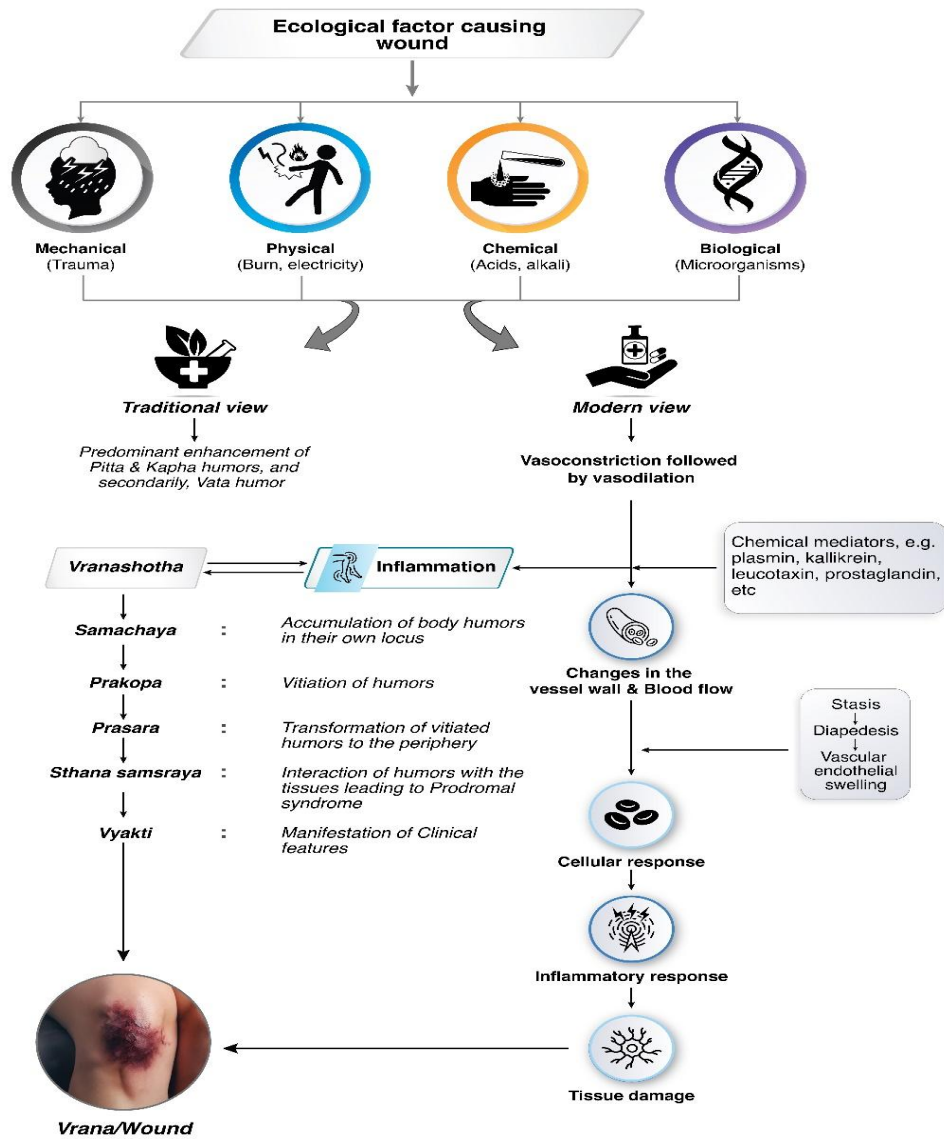 Ecological factor causing
wound
Mechanical
(Trauma)
Physical
(Burn, electricity)
Chemical
(Acids, alkali)
Biological
(Microorganisms)
Traditional view
Predominant enhancement of
Pitta & Kapha humors, and
secondarily, Vata humor
Modern view
Vasoconstriction followed
by vasodilation
Chemical mediators, e.g.
plasmin, kallikrein,
leucotaxin, prostaglandin,
etc
Vranashotha
Inflammation
Samachaya : Accumulation of body humors
in their own locus
Prakopa : Vitiation of humors
Prasara : Transformation of vitiated
humors to the periphery
Sthana samsraya : Interaction of humors with the
tissues leading to Prodromal
syndrome
Vyakti : Manifestation of Clinical
features
Changes in the
vessel wall & Blood flow
Stasis
Diapedesis
Vascular
endothelial
swelling
Cellular response
Inflammatory response
Tissue damage
Vrana/Wound